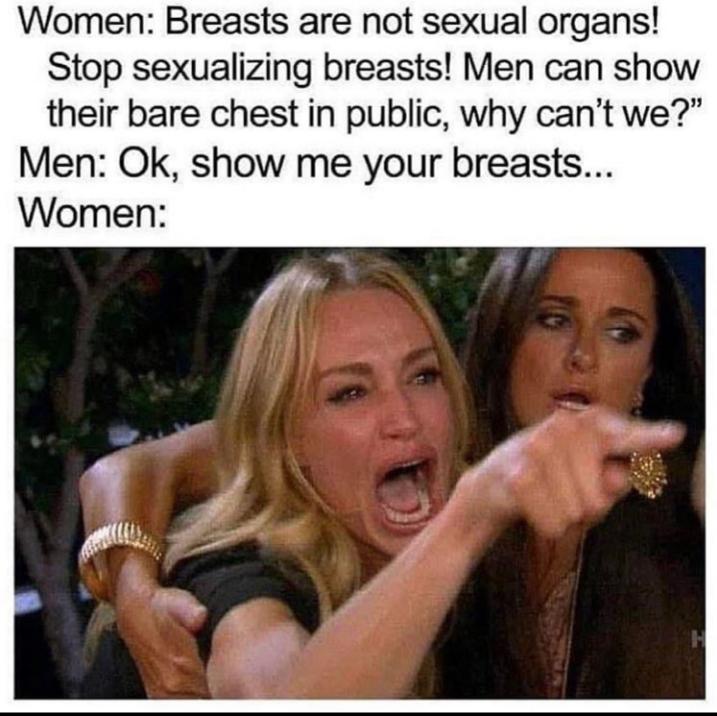 Women: Breasts are not sexual organs!
Stop sexualizing breasts! Men can show
their bare chest in public, why can't we?”
Men: Ok, show me your breasts...
Women:
H